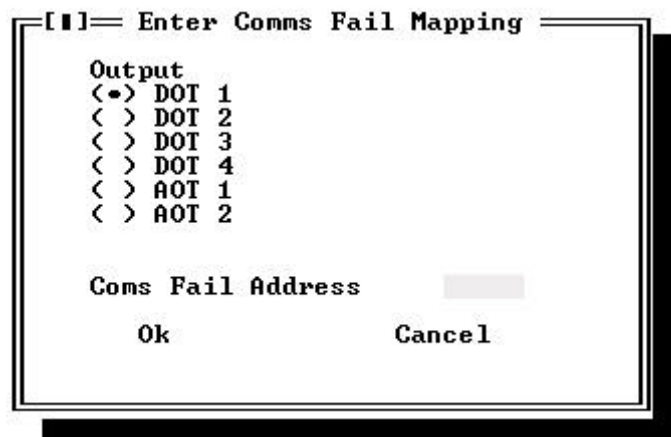 [▮] Enter Comms Fail Mapping
Output
(•) DOT 1
( ) DOT 2
( ) DOT 3
( ) DOT 4
( ) AOT 1
( ) AOT 2
Coms Fail Address
Ok Cancel